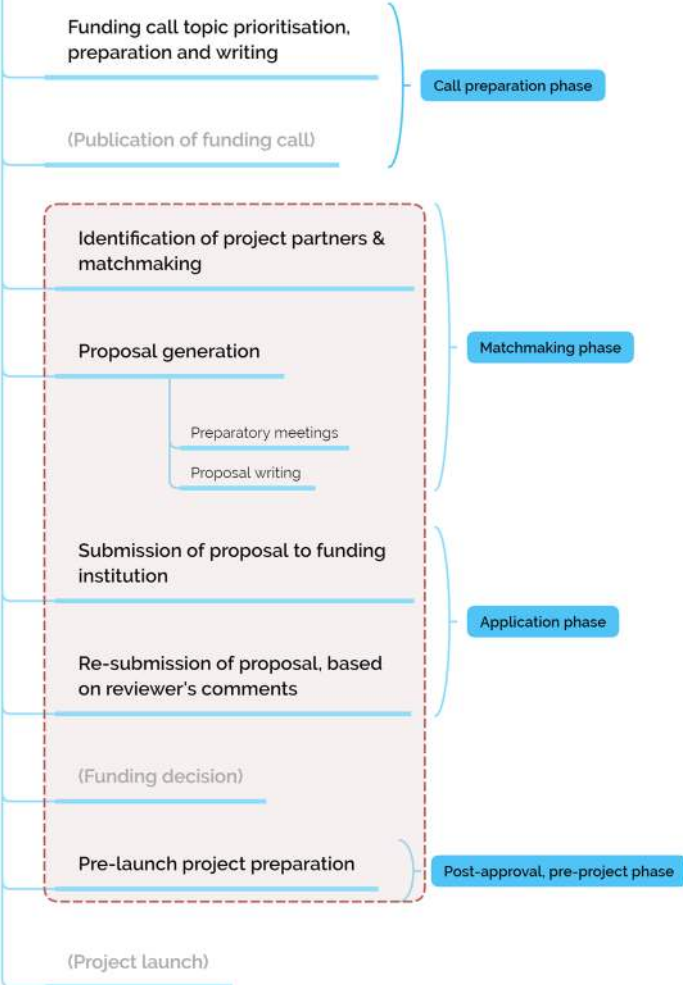 Funding call topic prioritisation,
preparation and writing
Call preparation phase
(Publication of funding call)
Identification of project partners &
matchmaking
Matchmaking phase
Proposal generation
Preparatory meetings
Proposal writing
Submission of proposal to funding
institution
Application phase
Re-submission of proposal, based
on reviewer's comments
(Funding decision)
Pre-launch project preparation
Post-approval, pre-project phase
(Project launch)